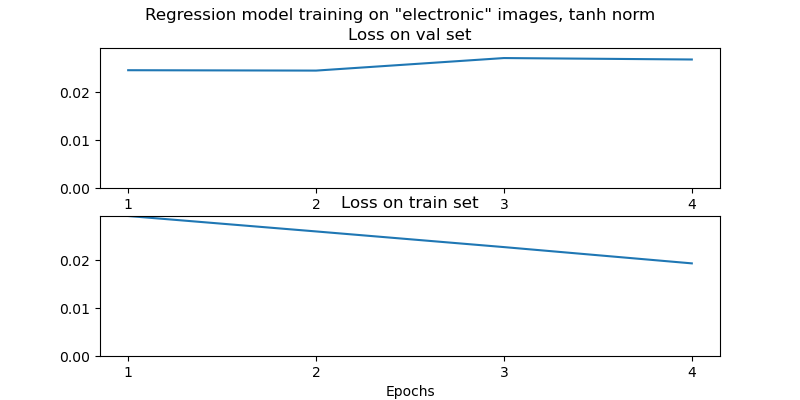 Regression model training on "electronic" images, tanh norm
Loss on val set
0.02
0.01
0.00
1 2 3 4
Loss on train set
0.02
0.01
0.00
1 2 3 4
Epochs